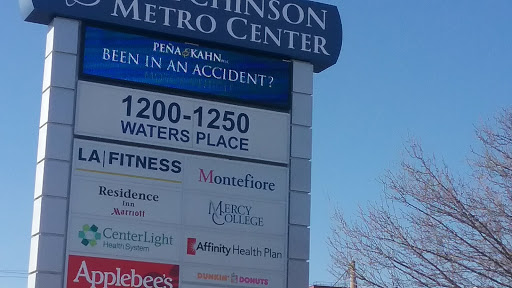 HUTCHINSON
METRO CENTER
PEÑA & KAHN PLLC
BEEN IN AN ACCIDENT?
1200-1250
WATERS PLACE
LA|FITNESS
Montefiore
Residence
Inn
Marriott
MERCY
COLLEGE
CenterLight
Health System
Affinity Health Plan
Applebee's
DUNKIN' DONUTS